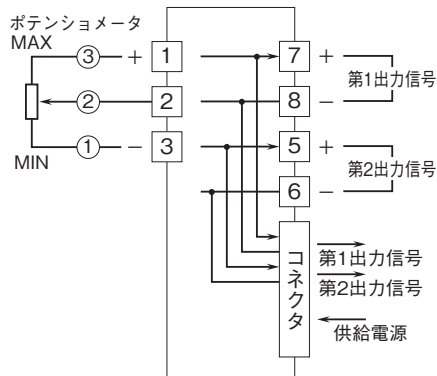 ポテンショメータ
MAX
③ + 1
② 2
① - 3
MIN
7 +
8 -
第1出力信号
5 +
6 -
第2出力信号
コネクタ
第1出力信号
第2出力信号
供給電源